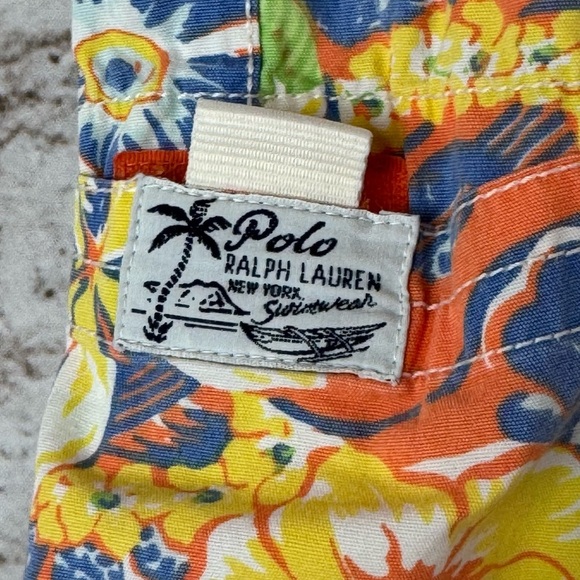 Polo
RALPH LAUREN
NEW YORK.
Swimwear